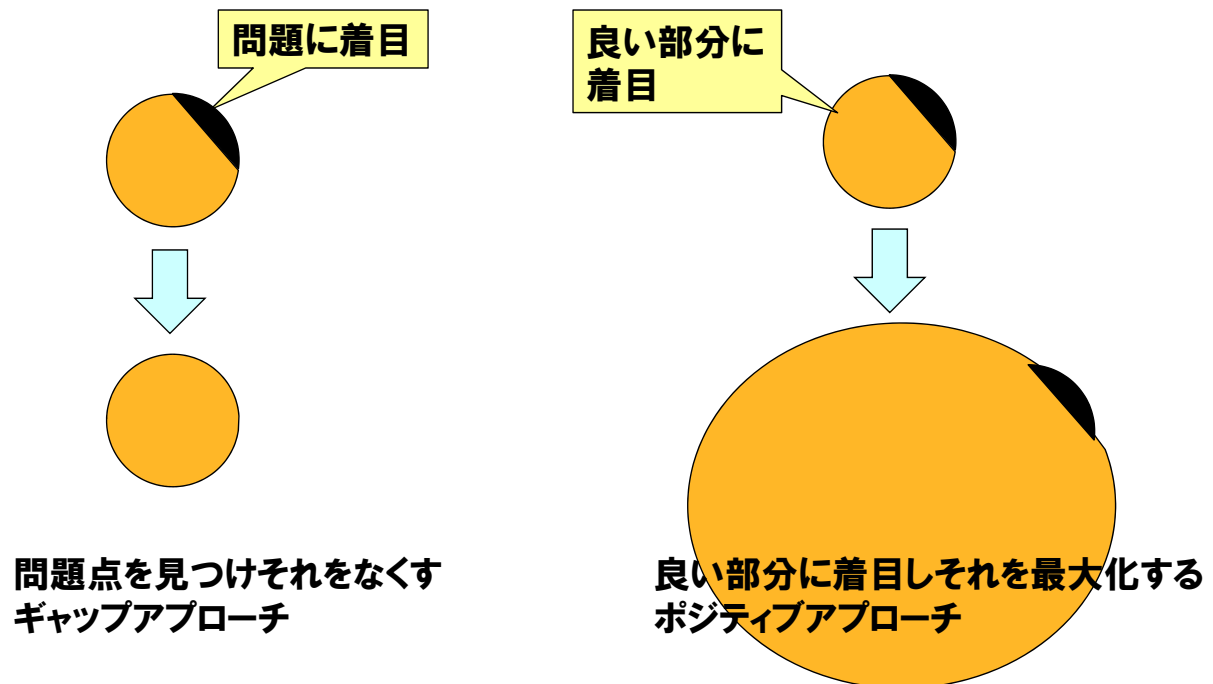 問題に着目
良い部分に
着目
問題点を見つけそれをなくす
ギャップアプローチ
良い部分に着目しそれを最大化する
ポジティブアプローチ